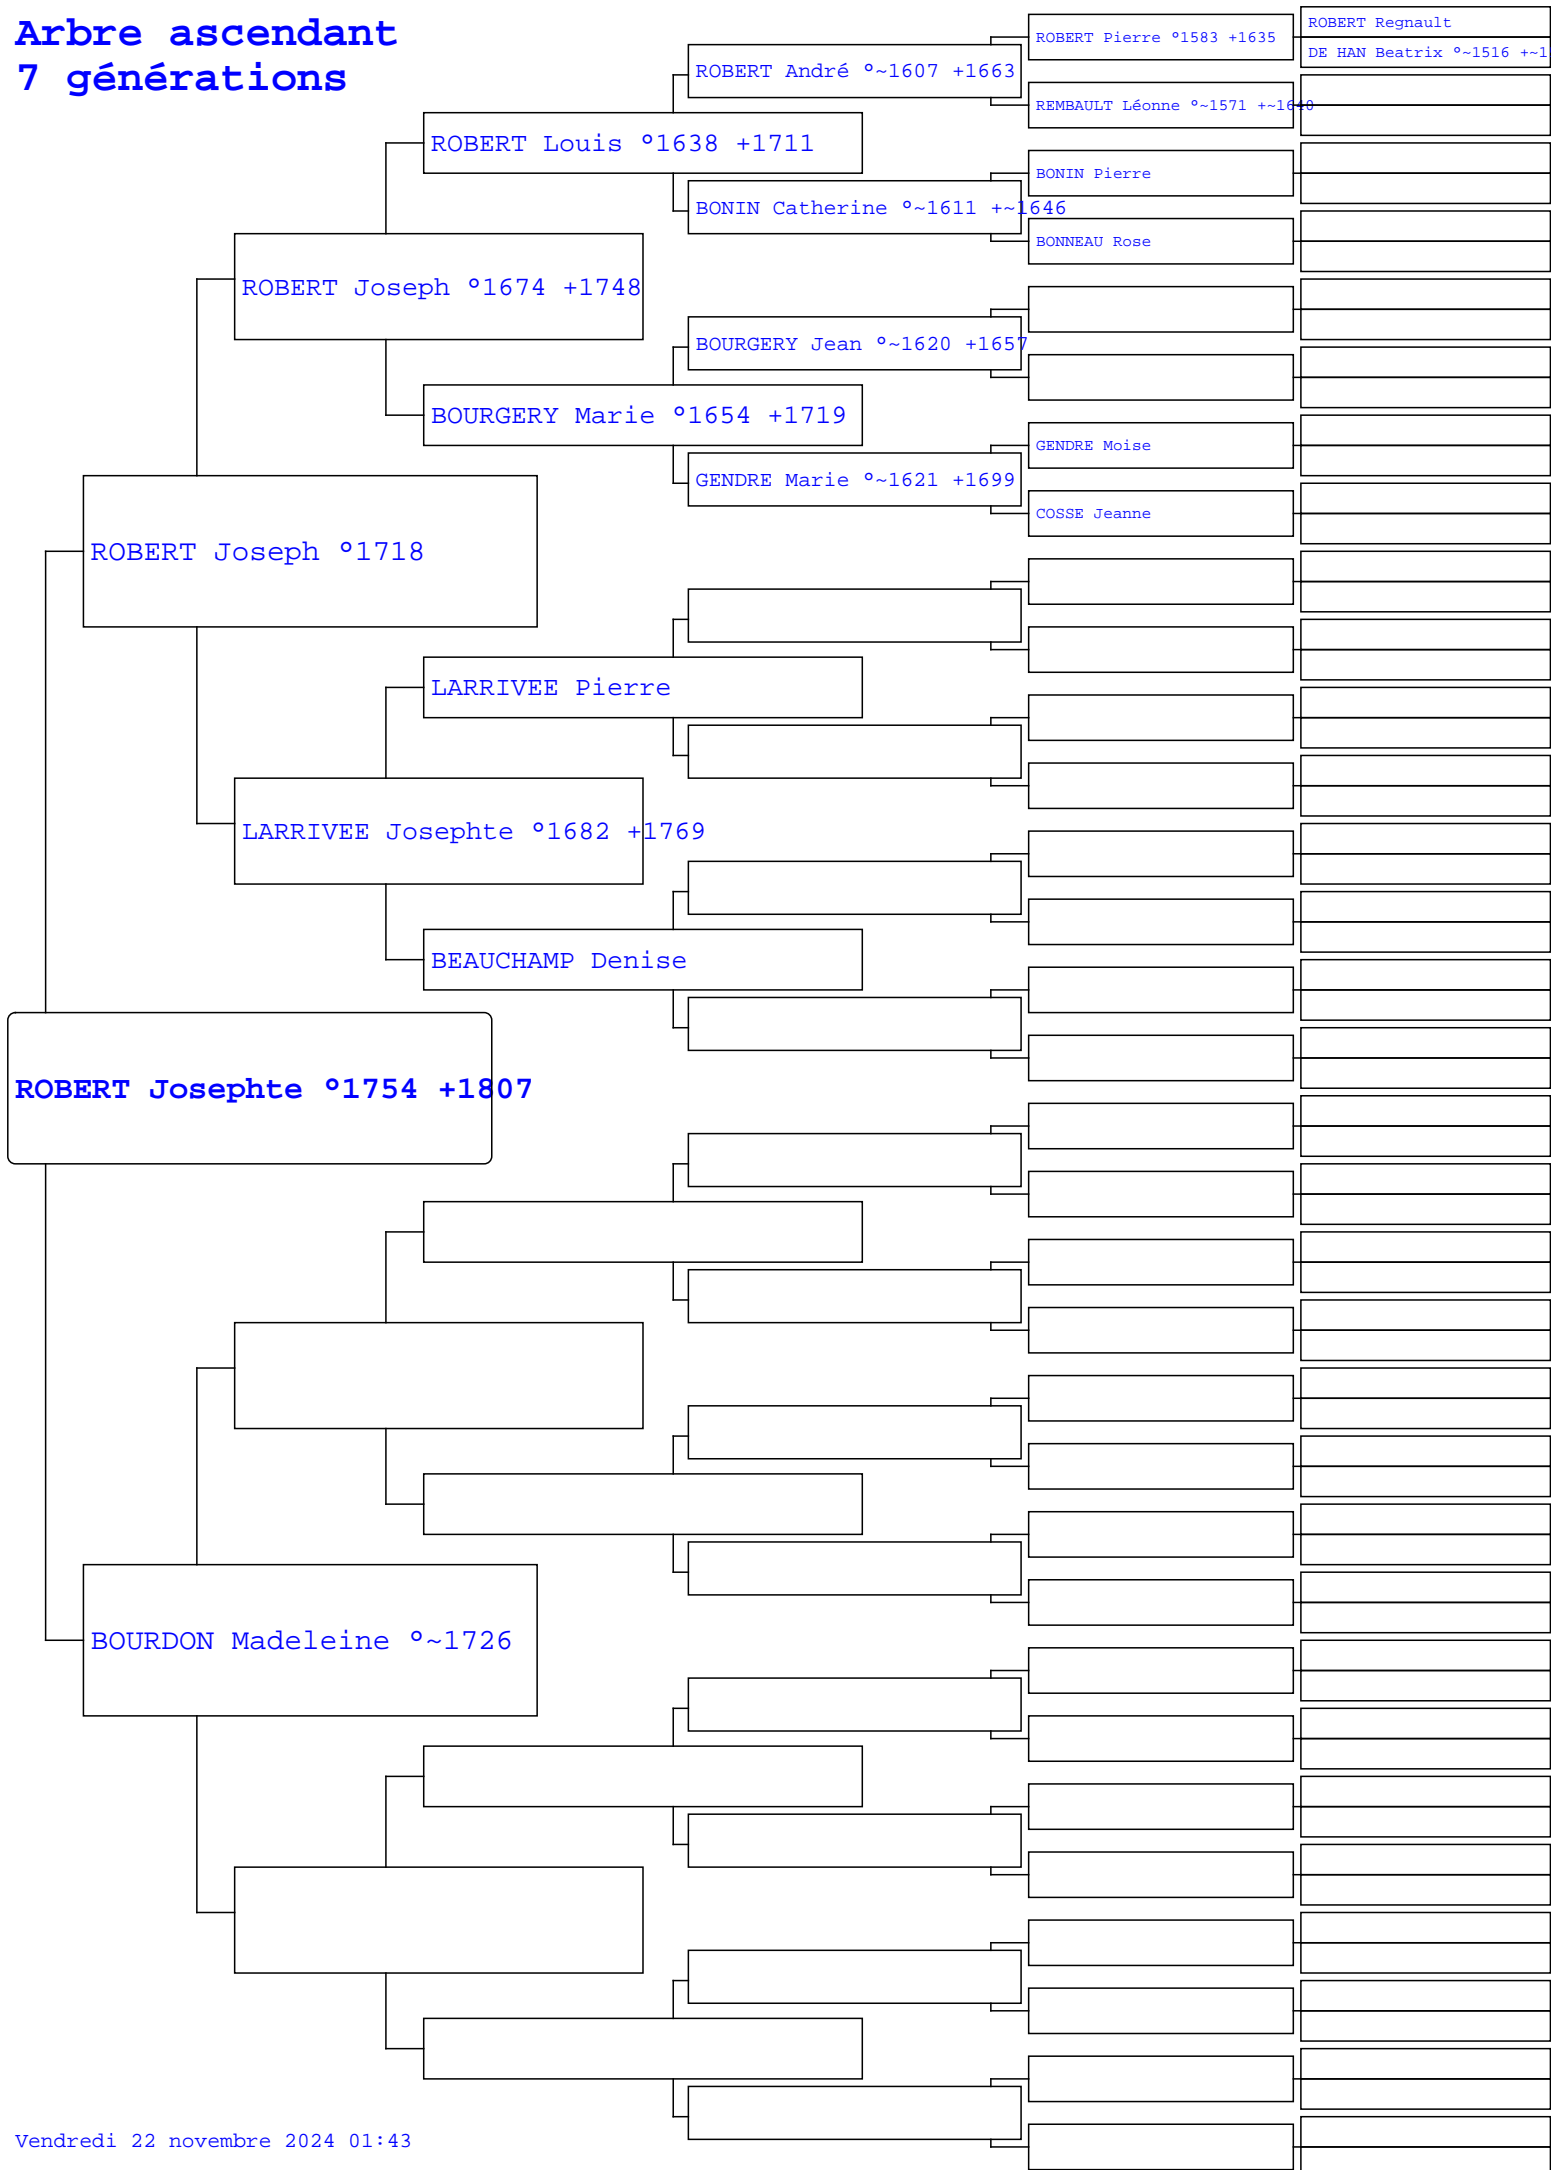 Arbre ascendant
7 générations
ROBERT Regnault
ROBERT Pierre °1583 +1635
DE HAN Beatrix °~1516 +~1
ROBERT André °~1607 +1663
REMBAULT Léonne °~1571 +~1640
ROBERT Louis °1638 +1711
BONIN Pierre
BONIN Catherine °~1611 +~1646
BONNEAU Rose
ROBERT Joseph °1674 +1748
BOURGERY Jean °~1620 +1657
BOURGERY Marie °1654 +1719
GENDRE Moise
GENDRE Marie °~1621 +1699
COSSE Jeanne
ROBERT Joseph °1718
LARRIVEE Pierre
LARRIVEE Josephte °1682 +1769
BEAUCHAMP Denise
ROBERT Josephte °1754 +1807
BOURDON Madeleine °~1726
Vendredi 22 novembre 2024 01:43